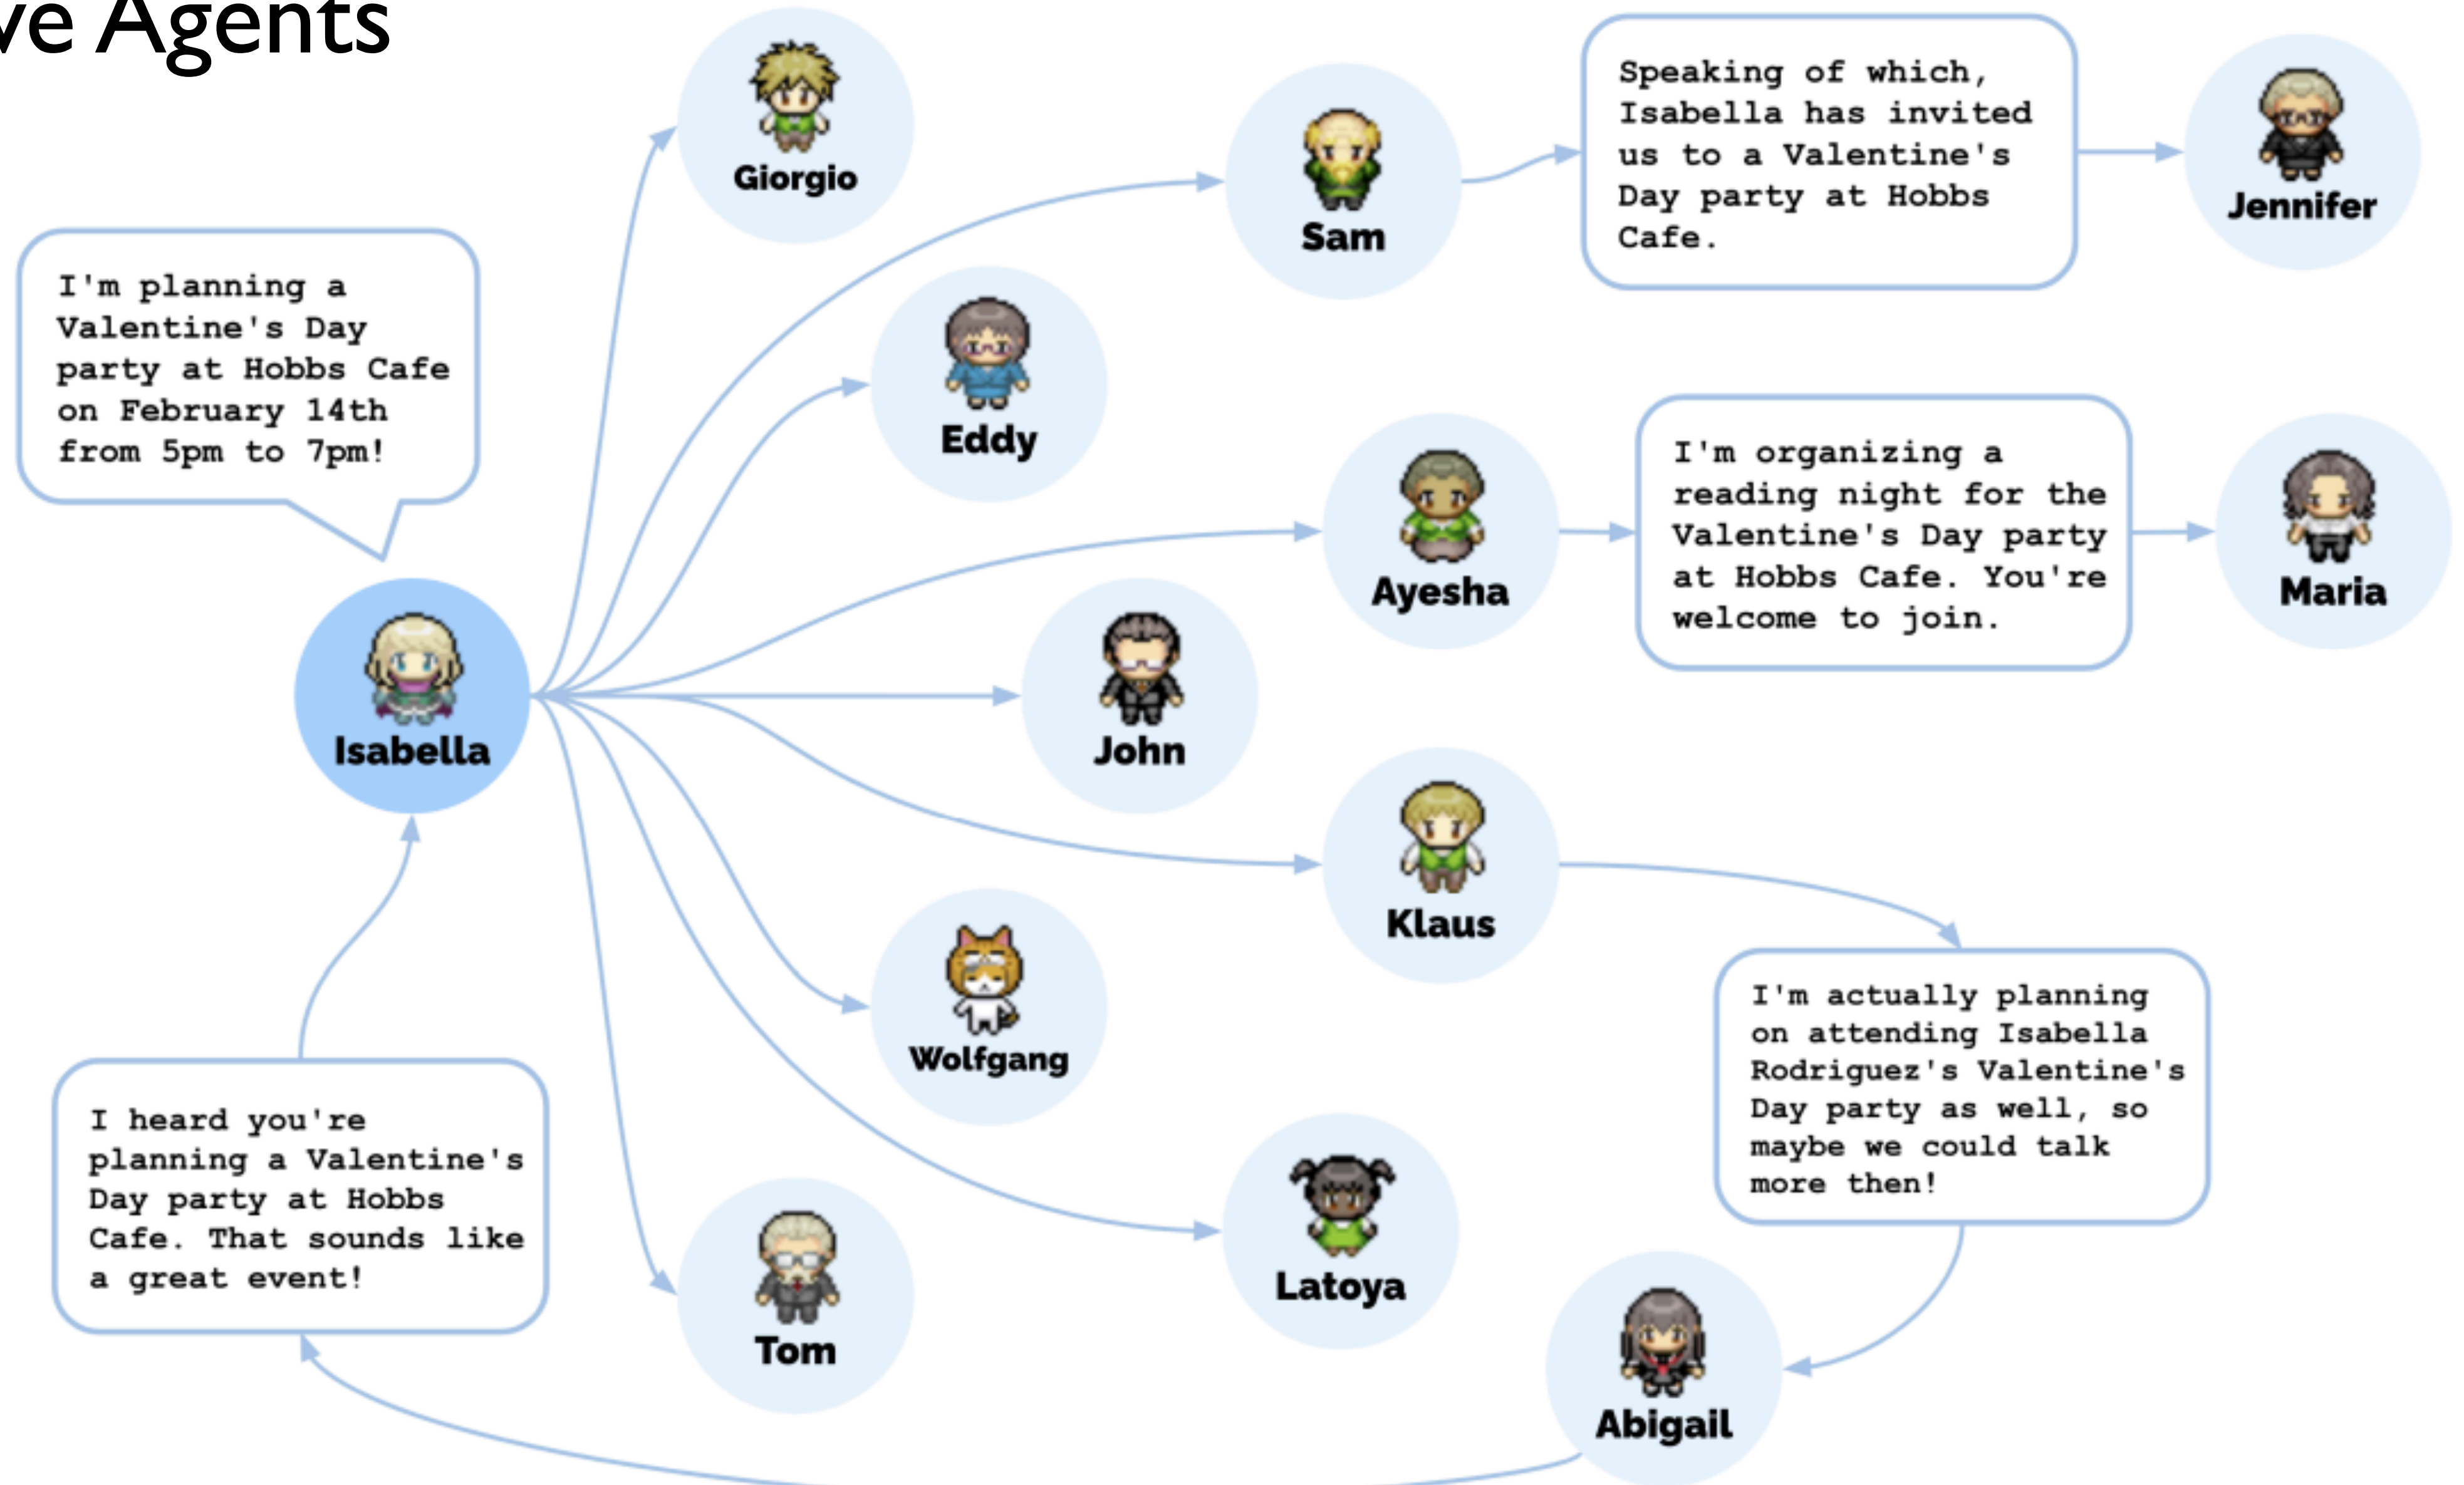 ve Agents
Giorgio
Speaking of which,
Isabella has invited
us to a Valentine's
Day party at Hobbs
Cafe.
Sam
Jennifer
I'm planning a
Valentine's Day
party at Hobbs Cafe
on February 14th
from 5pm to 7pm!
Eddy
I'm organizing a
reading night for the
Valentine's Day party
at Hobbs Cafe. You're
welcome to join.
Ayesha
Maria
Isabella
John
Klaus
I'm actually planning
on attending Isabella
Rodriguez's Valentine's
Day party as well, so
maybe we could talk
more then!
Wolfgang
I heard you're
planning a Valentine's
Day party at Hobbs
Cafe. That sounds like
a great event!
Latoya
Tom
Abigail